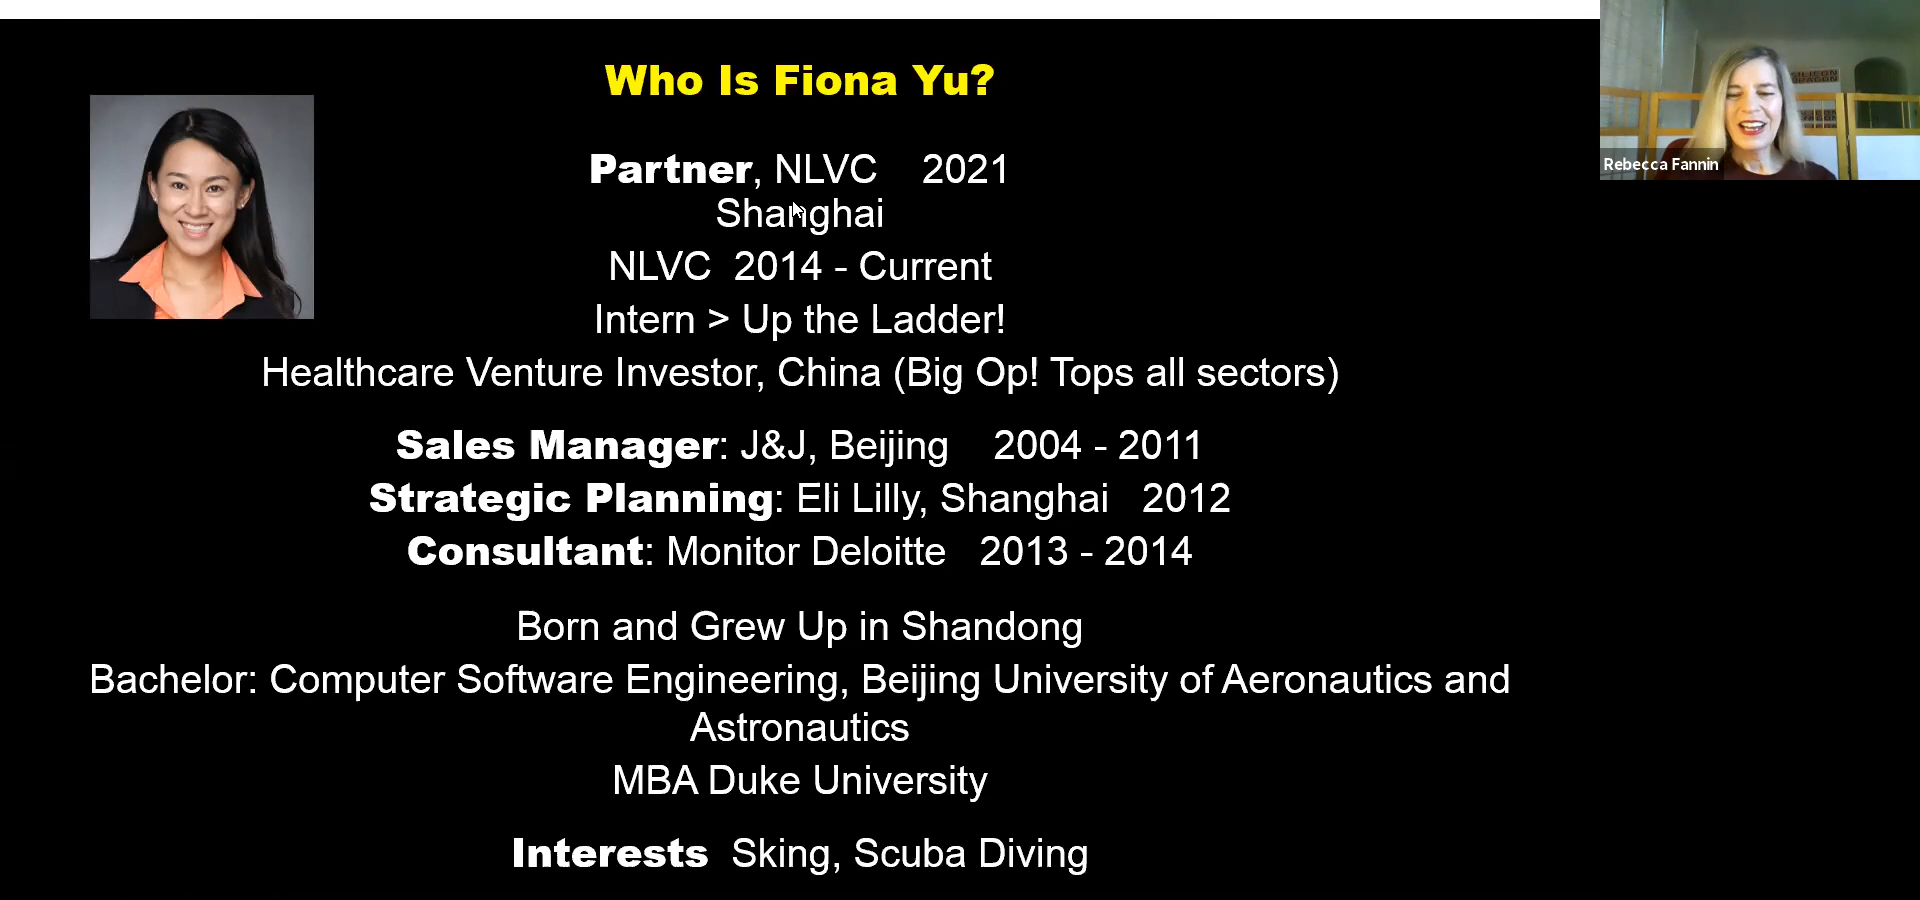 Who Is Fiona Yu?
Partner, NLVC 2021
Shanghai
NLVC 2014 - Current
Intern > Up the Ladder!
Healthcare Venture Investor, China (Big Op! Tops all sectors)
Sales Manager: J&J, Beijing 2004 - 2011
Strategic Planning: Eli Lilly, Shanghai 2012
Consultant: Monitor Deloitte 2013 - 2014
Born and Grew Up in Shandong
Bachelor: Computer Software Engineering, Beijing University of Aeronautics and
Astronautics
MBA Duke University
Interests Sking, Scuba Diving
SILICON
DRAGON
Rebecca Fannin